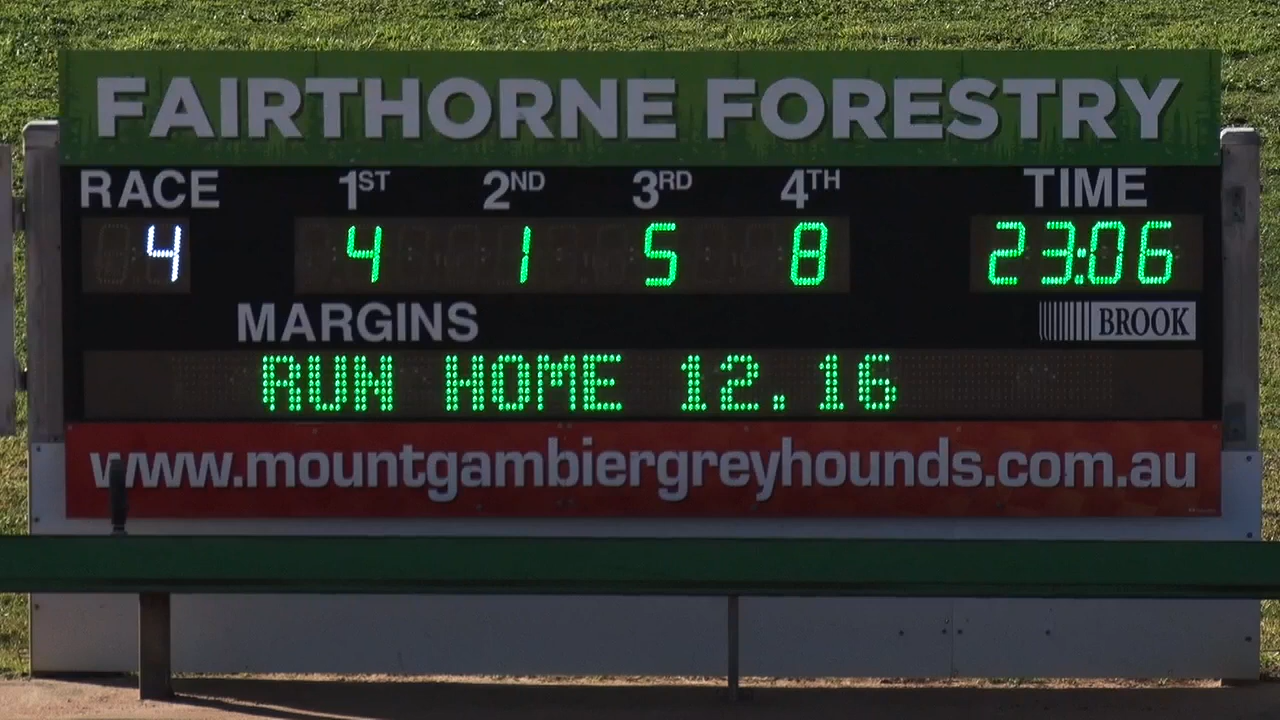 FAIRTHORNE FORESTRY
RACE 1ST 2ND 3RD 4TH TIME
4 4 1 5 8 23:06
MARGINS BROOK
RUN HOME 12.16
www.mountgambiergreyhounds.com.au